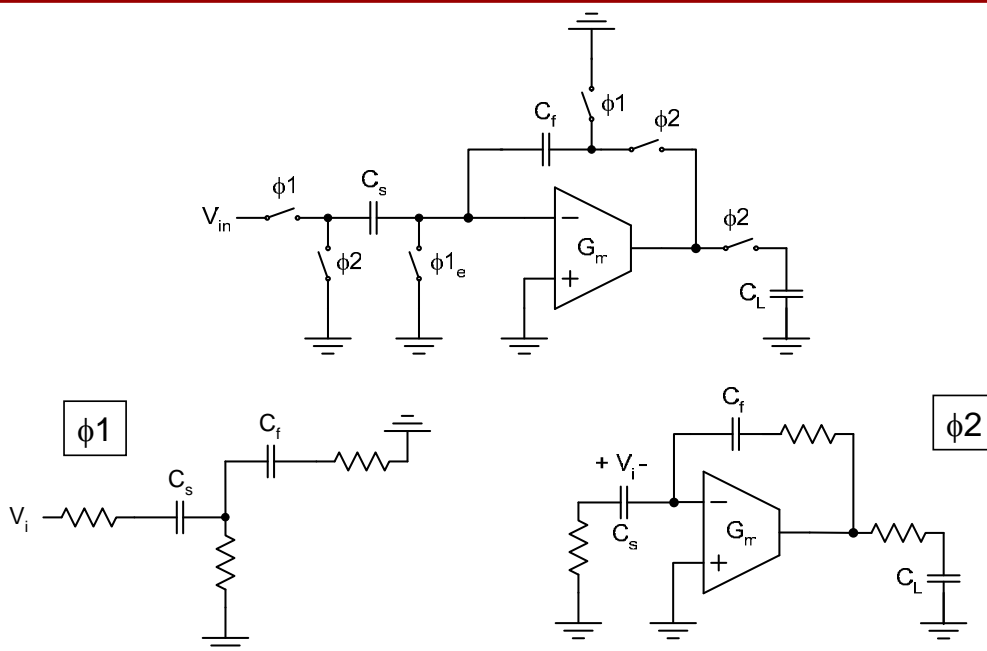 ϕ1
C_f
ϕ2
ϕ1
C_s
V_in
ϕ2
ϕ2
ϕ1_e
−
G_m
+
C_L
ϕ1
C_f
C_s
V_i
C_f
ϕ2
+ V_i -
C_s
−
G_m
+
C_L